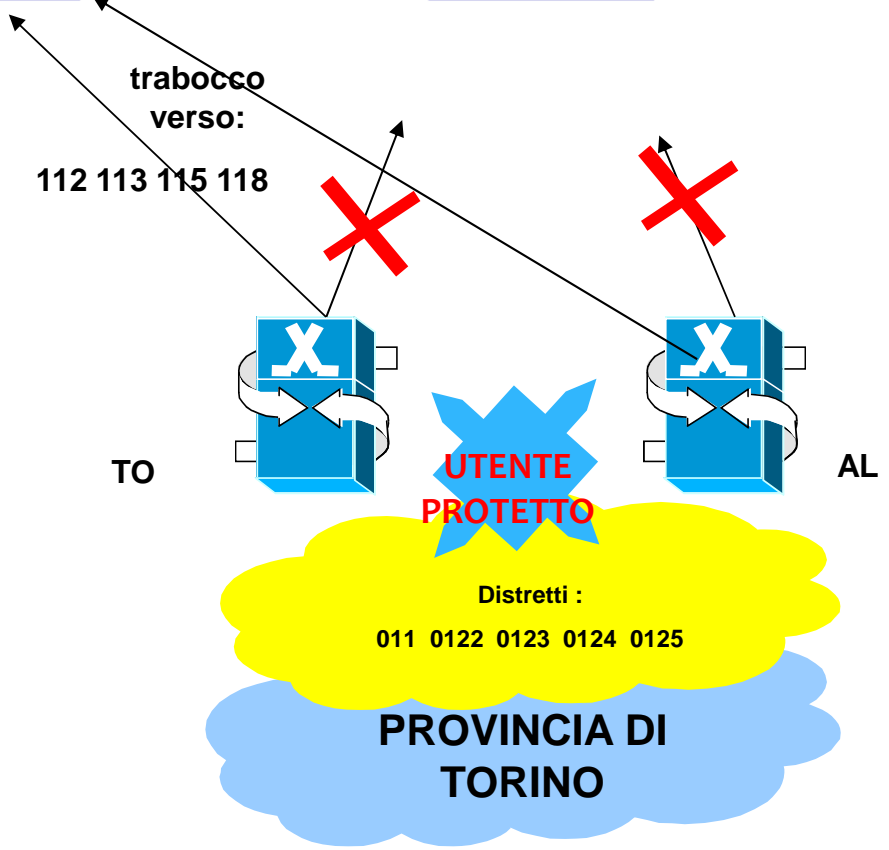 trabocco
verso:
112 113 115 118
TO
UTENTE
PROTETTO
AL
Distretti :
011 0122 0123 0124 0125
PROVINCIA DI
TORINO